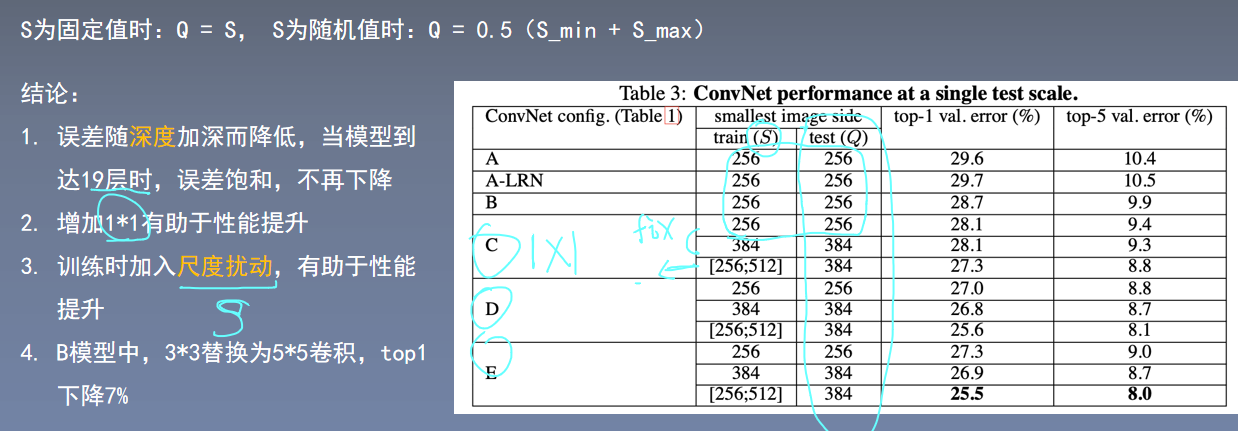 S为固定值时：Q = S， S为随机值时：Q = 0.5（S_min + S_max）
结论：
1. 误差随深度加深而降低，当模型到
达19层时，误差饱和，不再下降
2. 增加1*1有助于性能提升
3. 训练时加入尺度扰动，有助于性能
提升
S
4. B模型中，3*3替换为5*5卷积，top1
下降7%
Table 3: ConvNet performance at a single test scale.
ConvNet config. (Table 1) smallest image side top-1 val. error (%) top-5 val. error (%)
train (S) test (Q)
A 256 256 29.6 10.4
A-LRN 256 256 29.7 10.5
B 256 256 28.7 9.9
256 256 28.1 9.4
C 384 384 28.1 9.3
[256;512] 384 27.3 8.8
1X1
fix
256 256 27.0 8.8
D 384 384 26.8 8.7
[256;512] 384 25.6 8.1
256 256 27.3 9.0
E 384 384 26.9 8.7
[256;512] 384 25.5 8.0